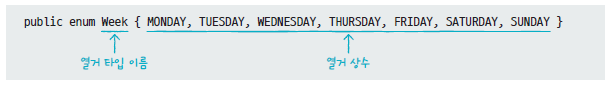 public enum Week { MONDAY, TUESDAY, WEDNESDAY, THURSDAY, FRIDAY, SATURDAY, SUNDAY }
열거 타입 이름
열거 상수